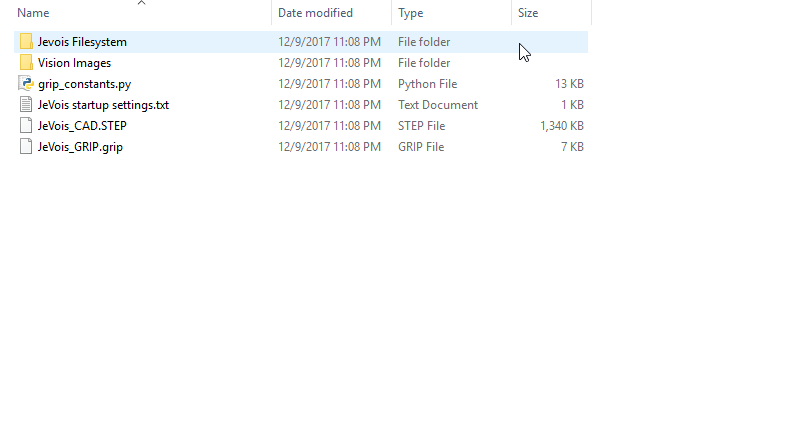 Name Date modified Type Size
Jevois Filesystem 12/9/2017 11:08 PM File folder
Vision Images 12/9/2017 11:08 PM File folder
grip_constants.py 12/9/2017 11:08 PM Python File 13 KB
JeVois startup settings.txt 12/9/2017 11:08 PM Text Document 1 KB
JeVois_CAD.STEP 12/9/2017 11:08 PM STEP File 1,340 KB
JeVois_GRIP.grip 12/9/2017 11:08 PM GRIP File 7 KB